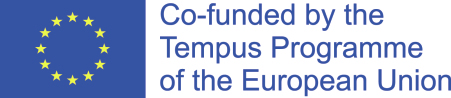 Co-funded by the
Tempus Programme
of the European Union